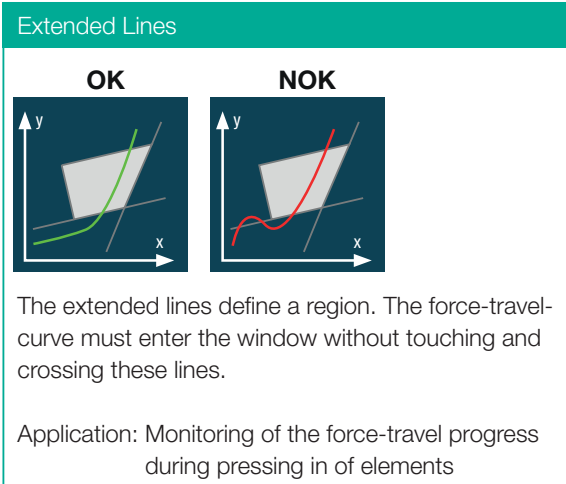 Extended Lines
OK NOK
y y
x x
The extended lines define a region. The force-travel-
curve must enter the window without touching and
crossing these lines.
Application: Monitoring of the force-travel progress
during pressing in of elements